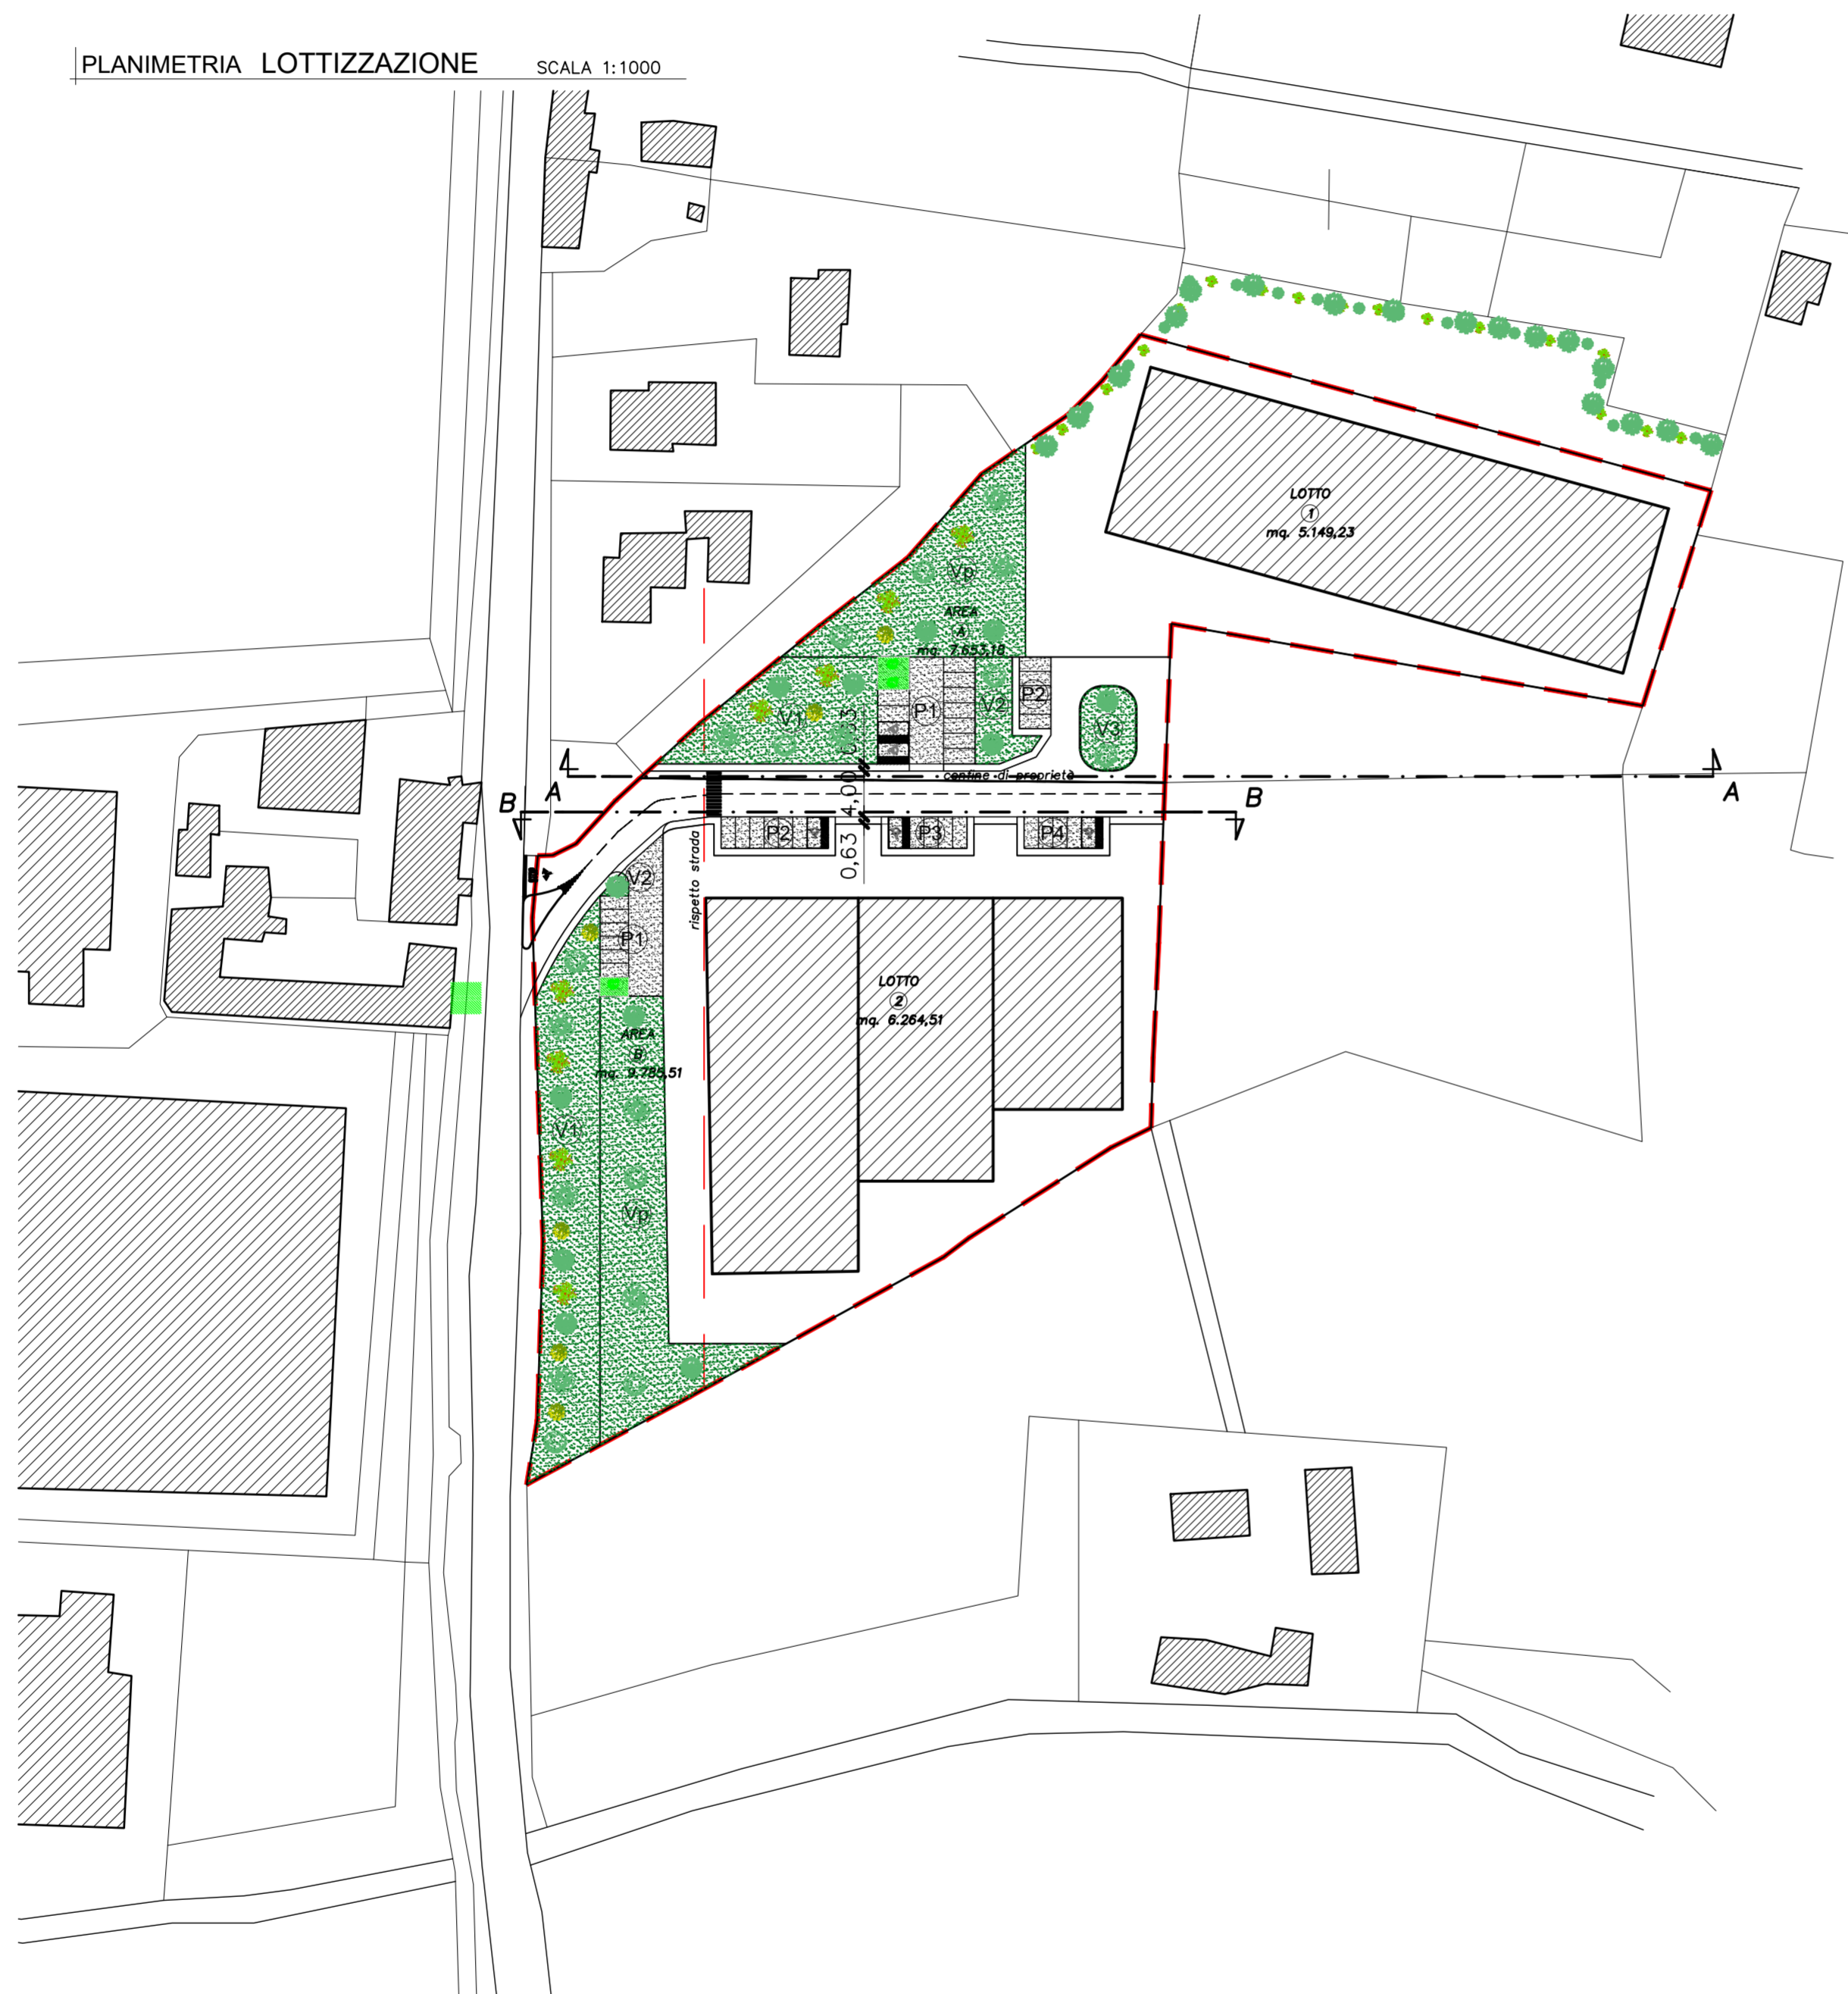 PLANIMETRIA LOTTIZZAZIONE SCALA 1:1000
LOTTO
1
mq. 5.149,23
Vp
AREA
A
mq. 7.653,18
V1
P1
V2
P2
V3
0,63 4,00 0,63
confine di proprietà
A
A
B
B
P2
P3
P4
rispetto strada
V2
P1
LOTTO
2
mq. 6.264,51
AREA
B
mq. 9.785,51
V1
Vp